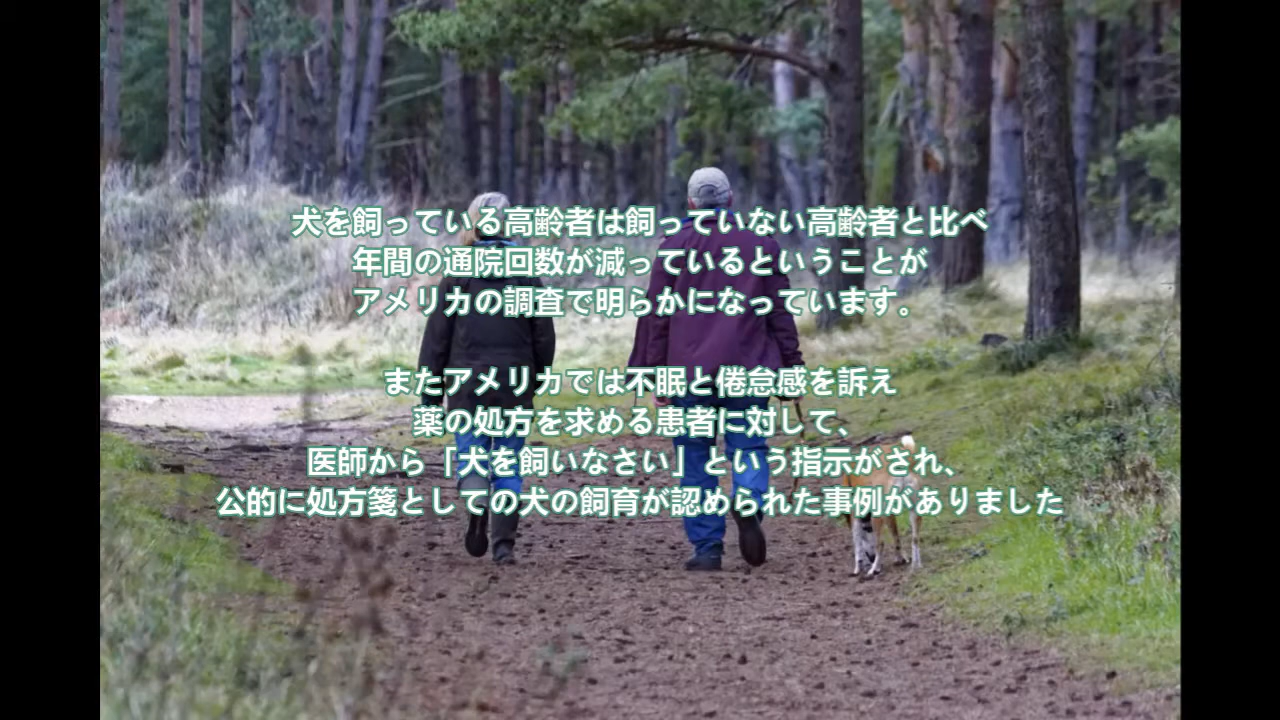 犬を飼っている高齢者は飼っていない高齢者と比べ
年間の通院回数が減っているということが
アメリカの調査で明らかになっています。
またアメリカでは不眠と倦怠感を訴え
薬の処方を求める患者に対して、
医師から「犬を飼いなさい」という指示がされ、
公的に処方箋としての犬の飼育が認められた事例がありました